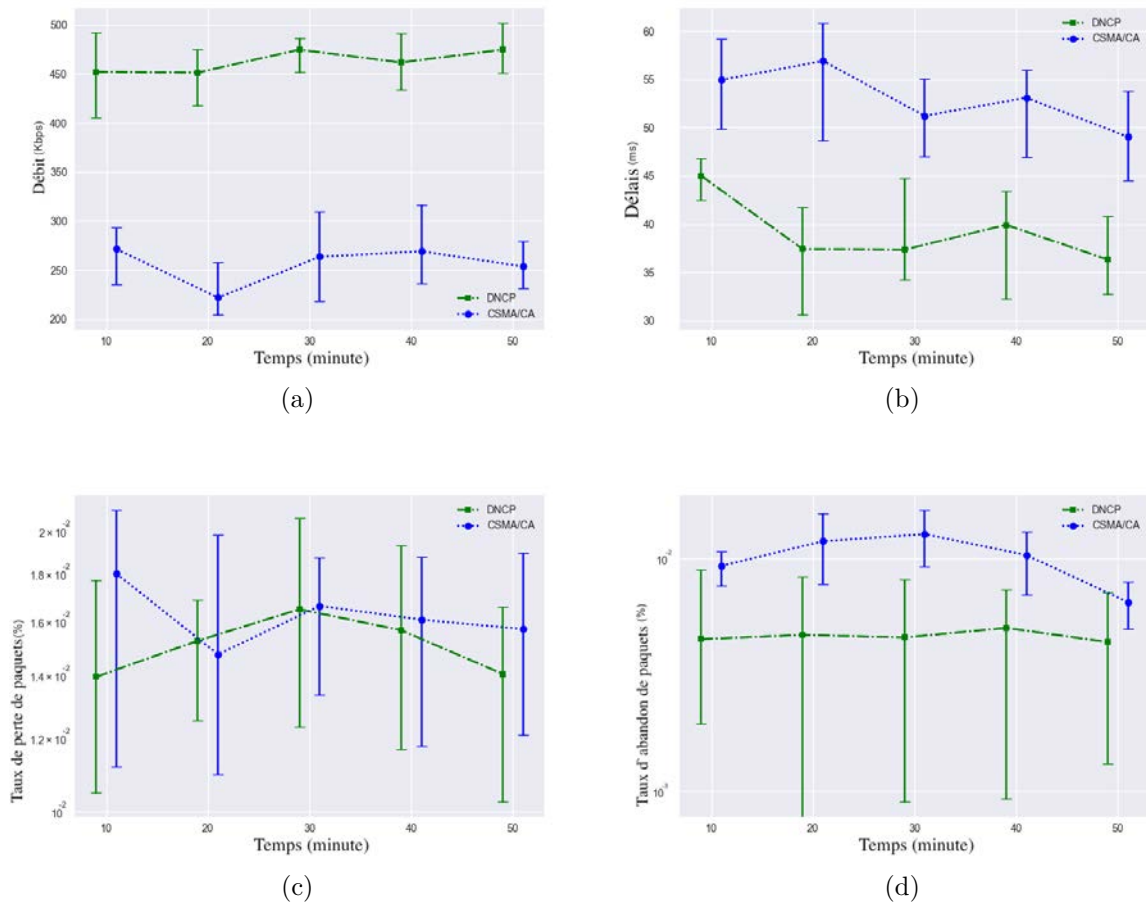 500
450
400
350
300
250
200
Débit (Kbps)
DNCP
CSMA/CA
10 20 30 40 50
Temps (minute)
(a)
60
55
50
45
40
35
30
Délais (ms)
DNCP
CSMA/CA
10 20 30 40 50
Temps (minute)
(b)
2 × 10⁻²
1.8 × 10⁻²
1.6 × 10⁻²
1.4 × 10⁻²
1.2 × 10⁻²
10⁻²
Taux de perte de paquets(%)
DNCP
CSMA/CA
10 20 30 40 50
Temps (minute)
(c)
10⁻²
10⁻³
Taux d'abandon de paquets (%)
DNCP
CSMA/CA
10 20 30 40 50
Temps (minute)
(d)